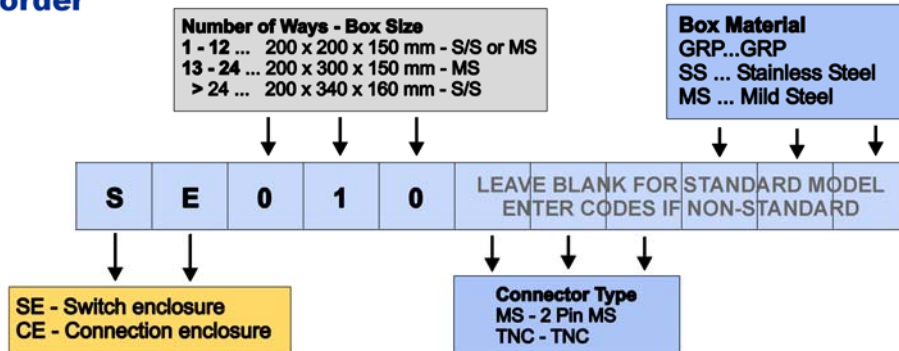 order
Number of Ways - Box Size
1 - 12 ... 200 x 200 x 150 mm - S/S or MS
13 - 24 ... 200 x 300 x 150 mm - MS
> 24 ... 200 x 340 x 160 mm - S/S
Box Material
GRP...GRP
SS ... Stainless Steel
MS ... Mild Steel
S E 0 1 0
LEAVE BLANK FOR STANDARD MODEL
ENTER CODES IF NON-STANDARD
SE - Switch enclosure
CE - Connection enclosure
Connector Type
MS - 2 Pin MS
TNC - TNC